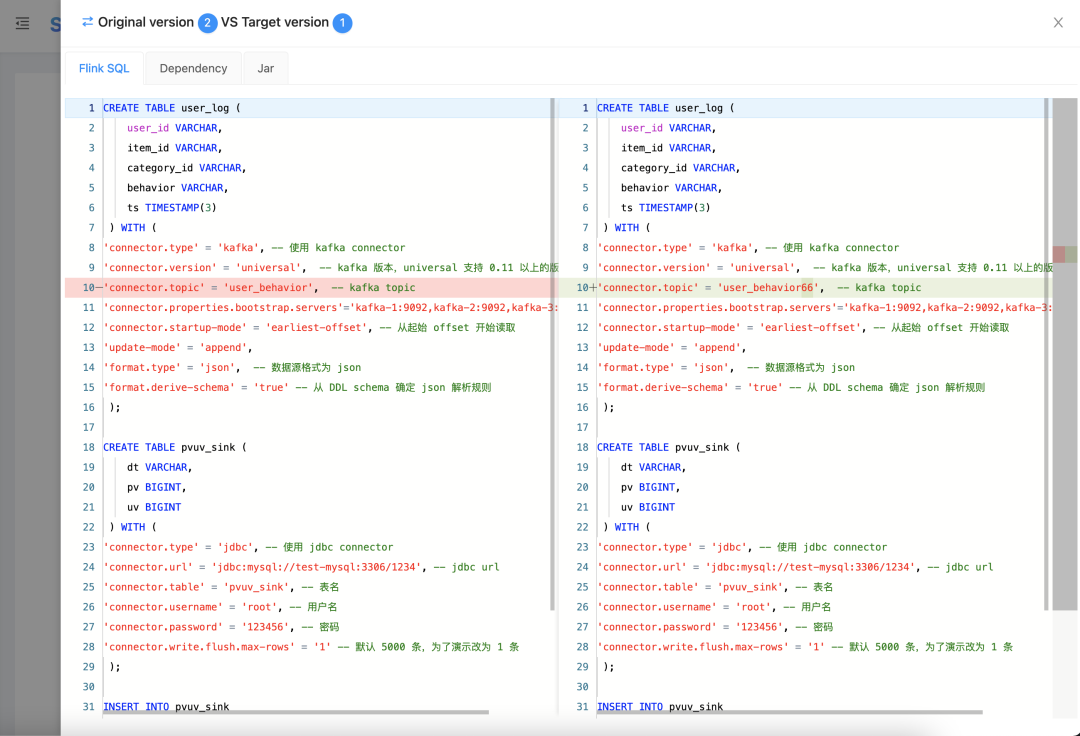 S
Original version 2 VS Target version 1
Flink SQL Dependency Jar
1 CREATE TABLE user_log (
2 user_id VARCHAR,
3 item_id VARCHAR,
4 category_id VARCHAR,
5 behavior VARCHAR,
6 ts TIMESTAMP(3)
7 ) WITH (
8 'connector.type' = 'kafka', -- 使用 kafka connector
9 'connector.version' = 'universal', -- kafka 版本，universal 支持 0.11 以上的版
10- 'connector.topic' = 'user_behavior', -- kafka topic
11 'connector.properties.bootstrap.servers'='kafka-1:9092,kafka-2:9092,kafka-3:
12 'connector.startup-mode' = 'earliest-offset', -- 从起始 offset 开始读取
13 'update-mode' = 'append',
14 'format.type' = 'json', -- 数据源格式为 json
15 'format.derive-schema' = 'true' -- 从 DDL schema 确定 json 解析规则
16 );
17
18 CREATE TABLE pvuv_sink (
19 dt VARCHAR,
20 pv BIGINT,
21 uv BIGINT
22 ) WITH (
23 'connector.type' = 'jdbc', -- 使用 jdbc connector
24 'connector.url' = 'jdbc:mysql://test-mysql:3306/1234', -- jdbc url
25 'connector.table' = 'pvuv_sink', -- 表名
26 'connector.username' = 'root', -- 用户名
27 'connector.password' = '123456', -- 密码
28 'connector.write.flush.max-rows' = '1' -- 默认 5000 条，为了演示改为 1 条
29 );
30
31 INSERT INTO pvuv_sink
1 CREATE TABLE user_log (
2 user_id VARCHAR,
3 item_id VARCHAR,
4 category_id VARCHAR,
5 behavior VARCHAR,
6 ts TIMESTAMP(3)
7 ) WITH (
8 'connector.type' = 'kafka', -- 使用 kafka connector
9 'connector.version' = 'universal', -- kafka 版本，universal 支持 0.11 以上的版
10+ 'connector.topic' = 'user_behavior66', -- kafka topic
11 'connector.properties.bootstrap.servers'='kafka-1:9092,kafka-2:9092,kafka-3:
12 'connector.startup-mode' = 'earliest-offset', -- 从起始 offset 开始读取
13 'update-mode' = 'append',
14 'format.type' = 'json', -- 数据源格式为 json
15 'format.derive-schema' = 'true' -- 从 DDL schema 确定 json 解析规则
16 );
17
18 CREATE TABLE pvuv_sink (
19 dt VARCHAR,
20 pv BIGINT,
21 uv BIGINT
22 ) WITH (
23 'connector.type' = 'jdbc', -- 使用 jdbc connector
24 'connector.url' = 'jdbc:mysql://test-mysql:3306/1234', -- jdbc url
25 'connector.table' = 'pvuv_sink', -- 表名
26 'connector.username' = 'root', -- 用户名
27 'connector.password' = '123456', -- 密码
28 'connector.write.flush.max-rows' = '1' -- 默认 5000 条，为了演示改为 1 条
29 );
30
31 INSERT INTO pvuv_sink